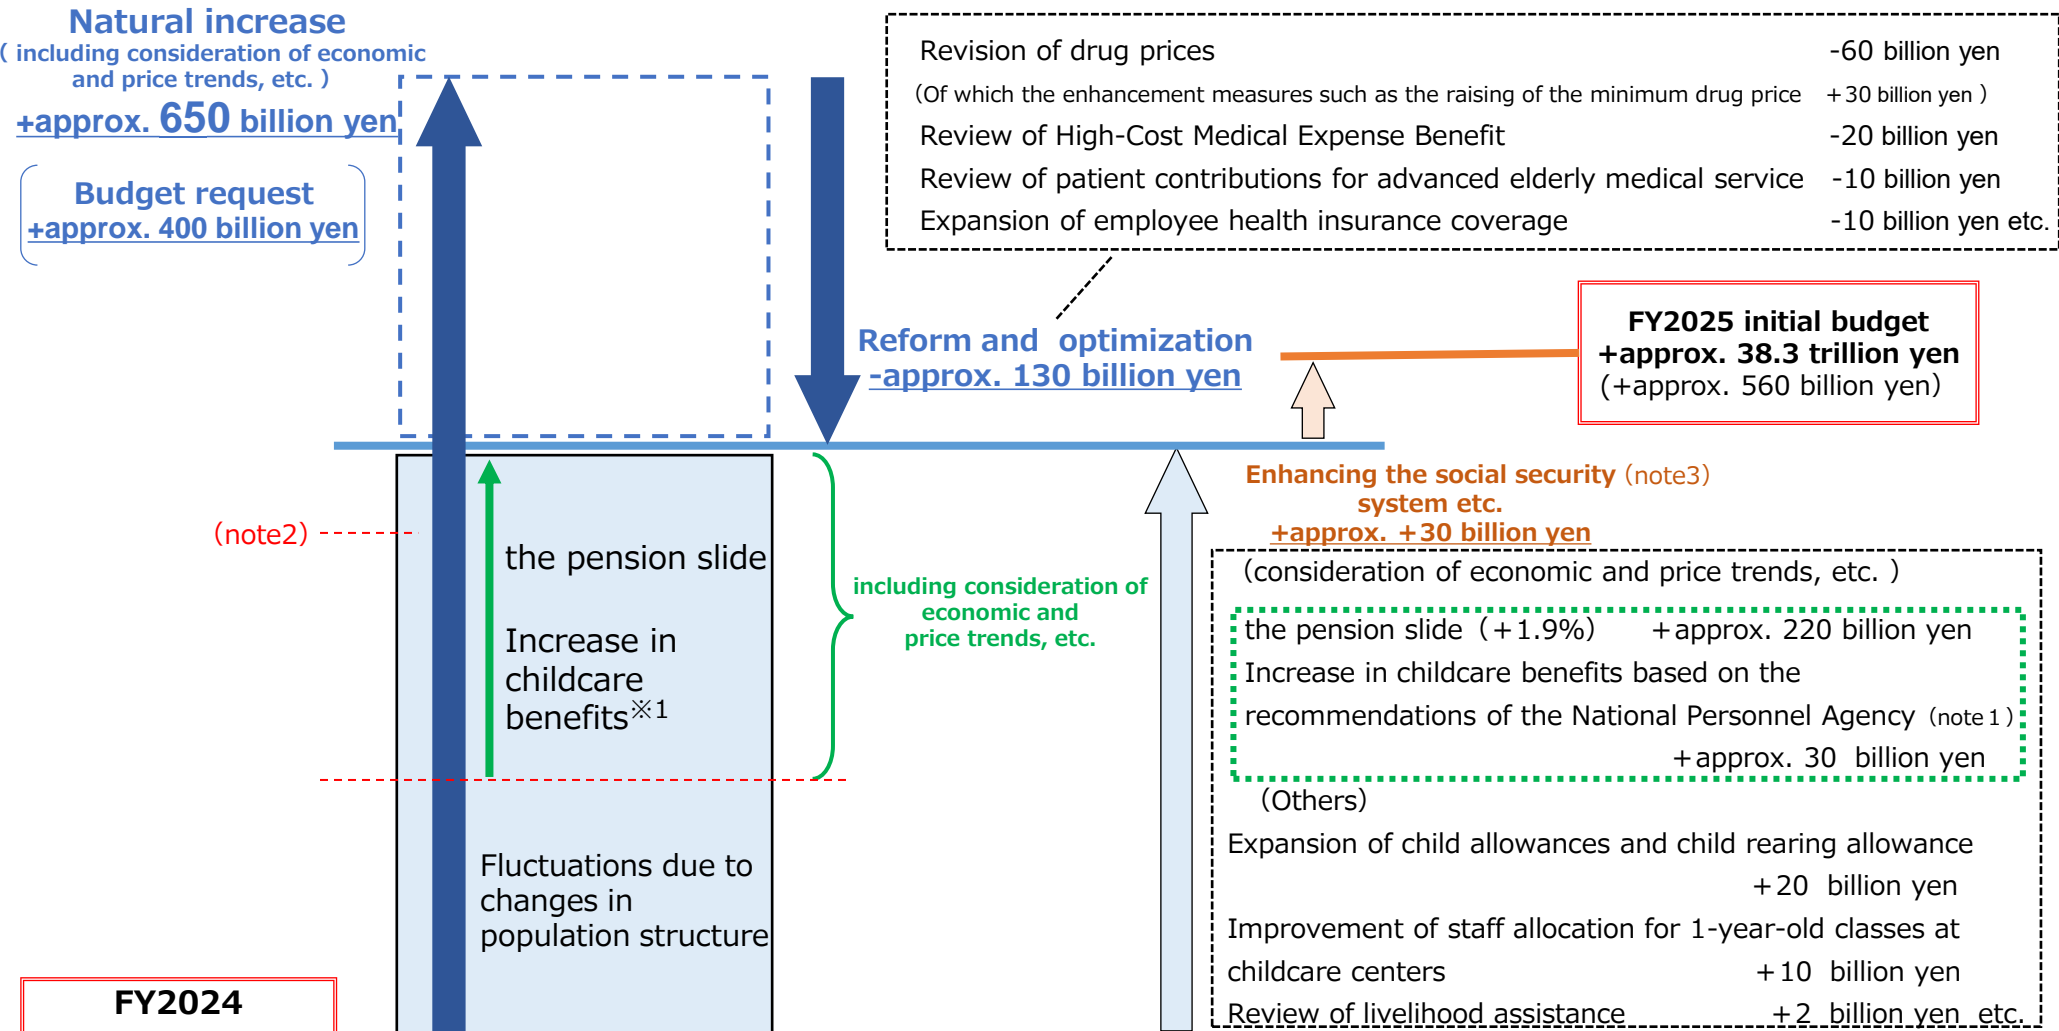 Natural increase
( including consideration of economic
and price trends, etc. )
+approx. 650 billion yen
Budget request
+approx. 400 billion yen
Revision of drug prices -60 billion yen
(Of which the enhancement measures such as the raising of the minimum drug price +30 billion yen )
Review of High-Cost Medical Expense Benefit -20 billion yen
Review of patient contributions for advanced elderly medical service -10 billion yen
Expansion of employee health insurance coverage -10 billion yen etc.
Reform and optimization
-approx. 130 billion yen
FY2025 initial budget
+approx. 38.3 trillion yen
(+approx. 560 billion yen)
Enhancing the social security (note3)
system etc.
+approx. +30 billion yen
(note2)
the pension slide
Increase in
childcare
benefits※1
including consideration of
economic and
price trends, etc.
(consideration of economic and price trends, etc. )
the pension slide (+1.9%) +approx. 220 billion yen
Increase in childcare benefits based on the
recommendations of the National Personnel Agency (note1)
+approx. 30 billion yen
(Others)
Expansion of child allowances and child rearing allowance
+20 billion yen
Improvement of staff allocation for 1-year-old classes at
childcare centers +10 billion yen
Review of livelihood assistance +2 billion yen etc.
Fluctuations due to
changes in
population structure
FY2024